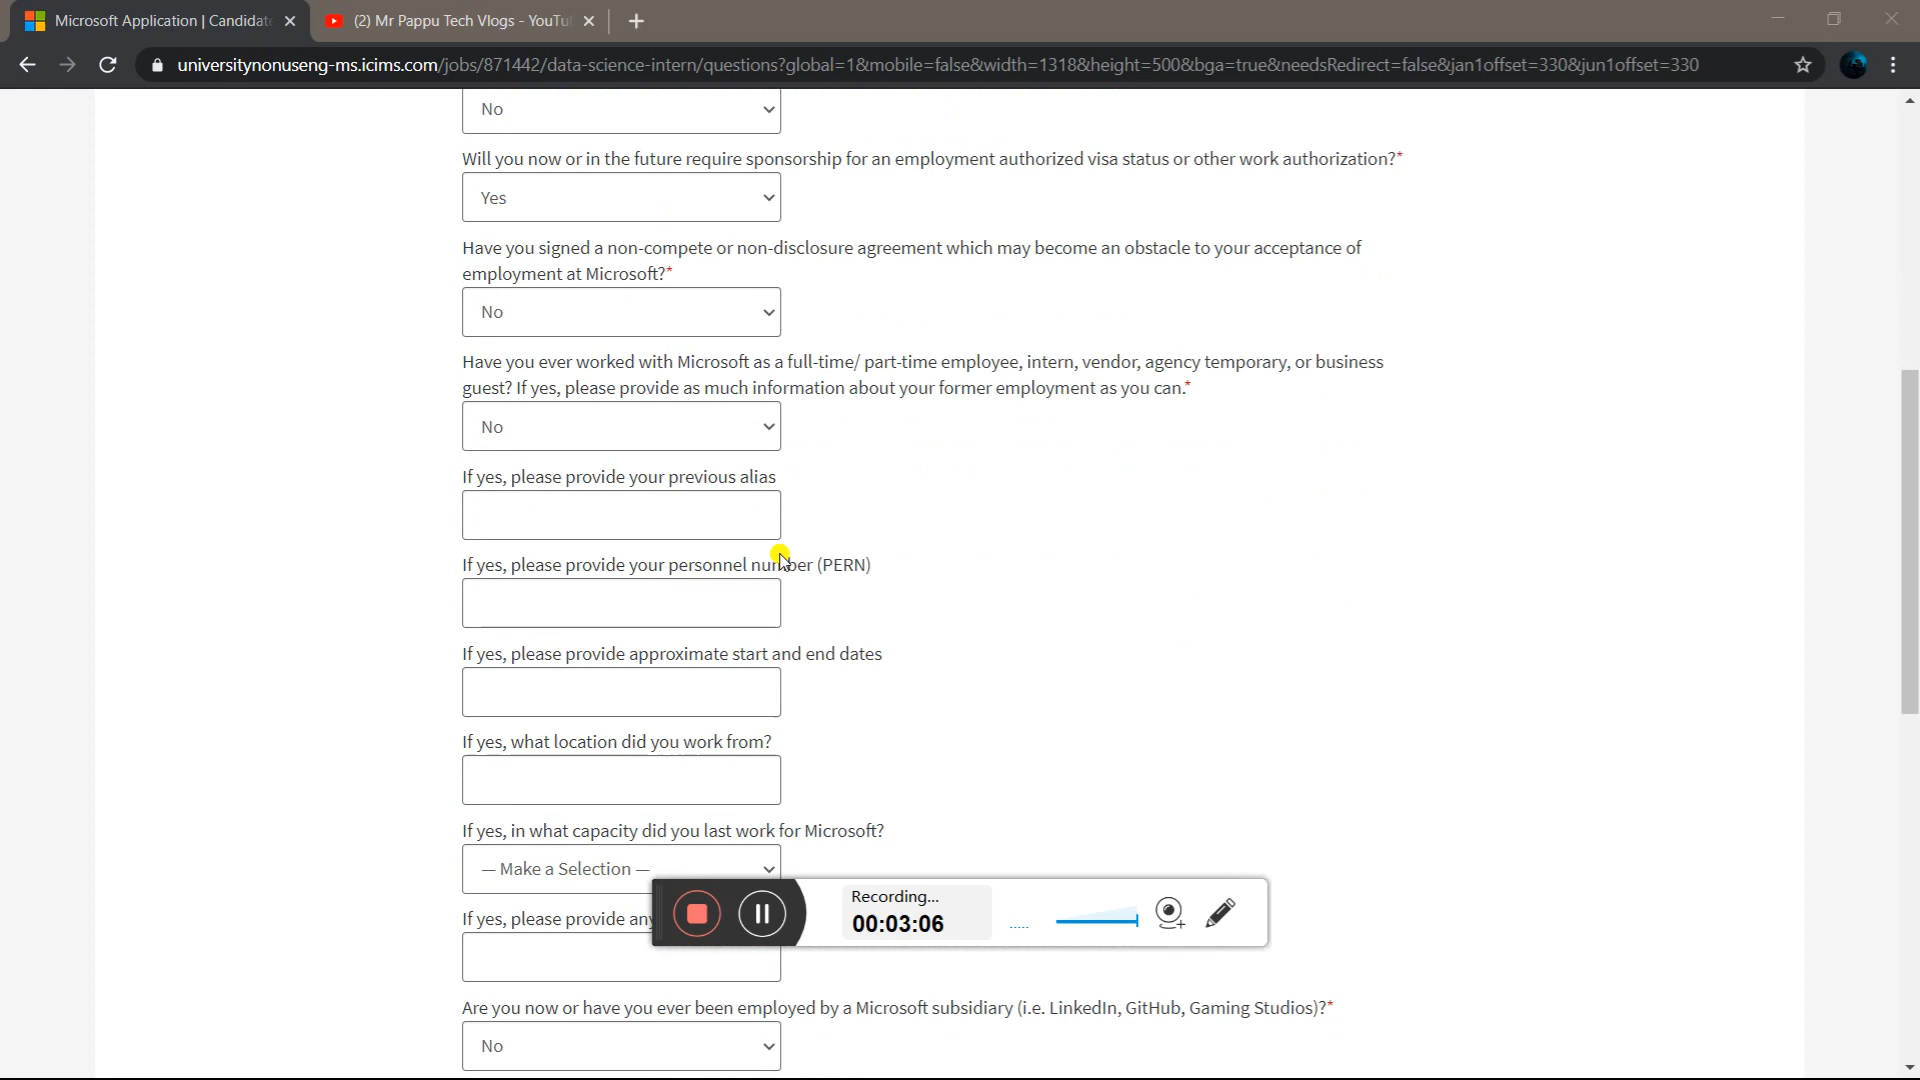 Microsoft Application | Candidate
(2) Mr Pappu Tech Vlogs - YouTu
universitynonuseng-ms.icims.com/jobs/871442/data-science-intern/questions?global=1&mobile=false&width=1318&height=500&bga=true&needsRedirect=false&jan1offset=330&jun1offset=330
No
Will you now or in the future require sponsorship for an employment authorized visa status or other work authorization?*
Yes
Have you signed a non-compete or non-disclosure agreement which may become an obstacle to your acceptance of
employment at Microsoft?*
No
Have you ever worked with Microsoft as a full-time/ part-time employee, intern, vendor, agency temporary, or business
guest? If yes, please provide as much information about your former employment as you can.*
No
If yes, please provide your previous alias
If yes, please provide your personnel number (PERN)
If yes, please provide approximate start and end dates
If yes, what location did you work from?
If yes, in what capacity did you last work for Microsoft?
— Make a Selection —
If yes, please provide any
Recording...
00:03:06
Are you now or have you ever been employed by a Microsoft subsidiary (i.e. LinkedIn, GitHub, Gaming Studios)?*
No